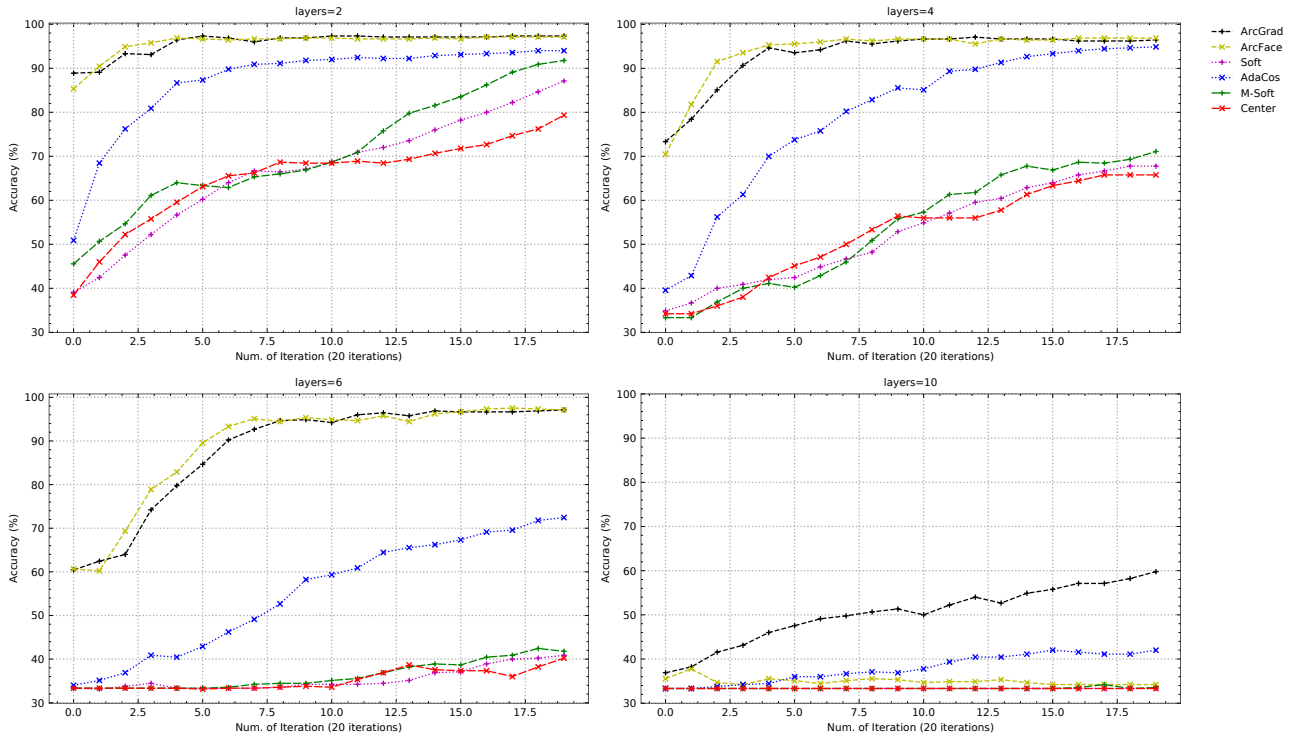 layers=2
100
90
80
70
60
50
40
30
Accuracy (%)
0.0 2.5 5.0 7.5 10.0 12.5 15.0 17.5
Num. of Iteration (20 iterations)
layers=4
100
90
80
70
60
50
40
30
Accuracy (%)
0.0 2.5 5.0 7.5 10.0 12.5 15.0 17.5
Num. of Iteration (20 iterations)
ArcGrad
ArcFace
Soft
AdaCos
M-Soft
Center
layers=6
100
90
80
70
60
50
40
30
Accuracy (%)
0.0 2.5 5.0 7.5 10.0 12.5 15.0 17.5
Num. of Iteration (20 iterations)
layers=10
100
90
80
70
60
50
40
30
Accuracy (%)
0.0 2.5 5.0 7.5 10.0 12.5 15.0 17.5
Num. of Iteration (20 iterations)